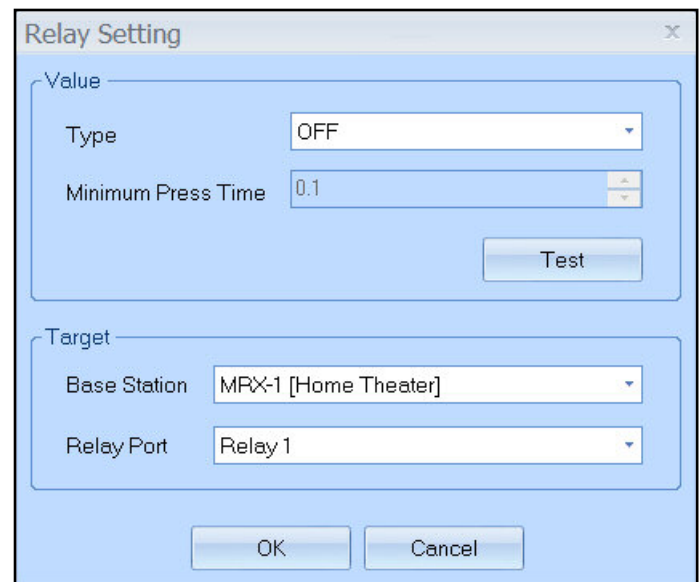 Relay Setting x
Value
Type OFF
Minimum Press Time 0.1
Test
Target
Base Station MRX-1 [Home Theater]
Relay Port Relay 1
OK Cancel